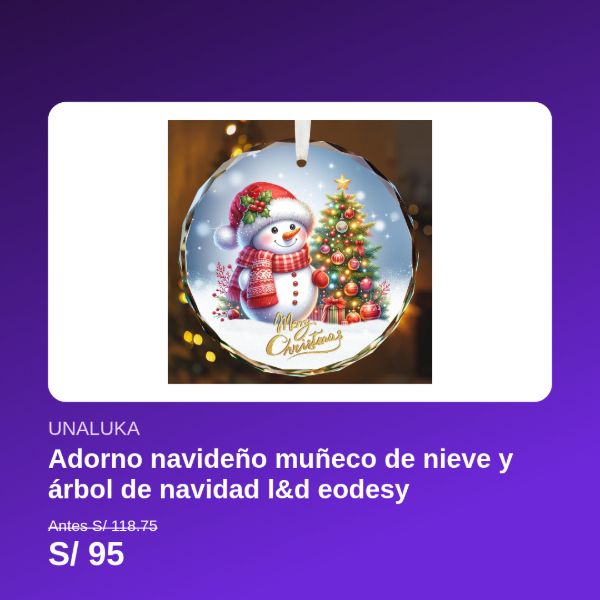 Merry
Christmas
UNALUKA
Adorno navideño muñeco de nieve y
árbol de navidad l&d eodesy
Antes S/ 118.75
S/ 95